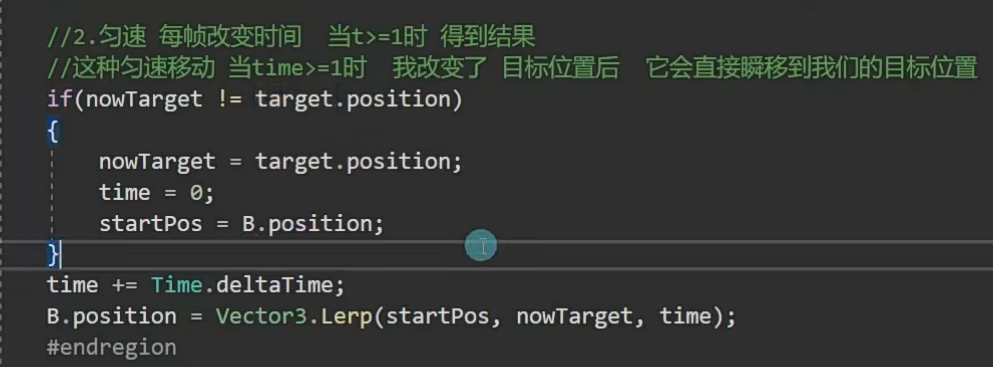 //2.匀速 每帧改变时间  当t>=1时 得到结果
//这种匀速移动 当time>=1时  我改变了 目标位置后  它会直接瞬移到我们的目标位置
if(nowTarget != target.position)
{
    nowTarget = target.position;
    time = 0;
    startPos = B.position;
}
time += Time.deltaTime;
B.position = Vector3.Lerp(startPos, nowTarget, time);
#endregion